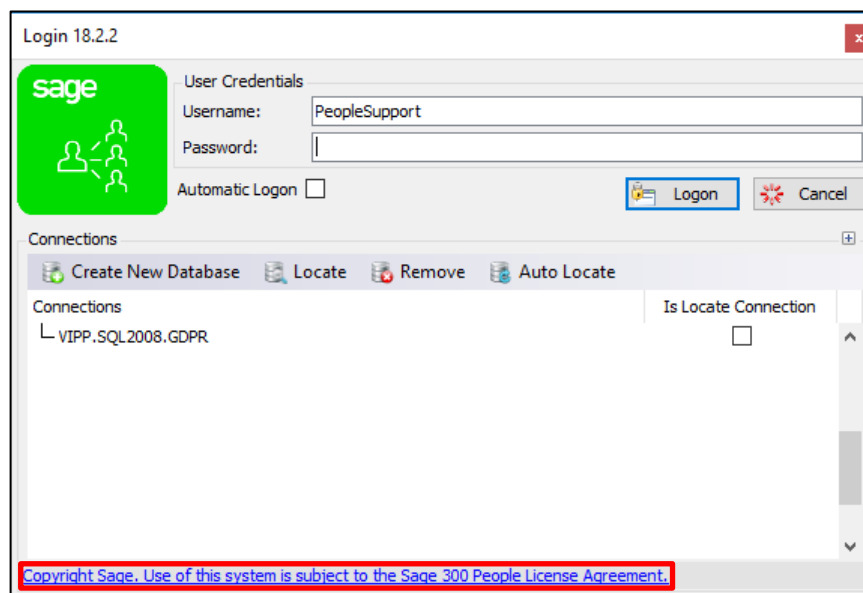 Login 18.2.2
x
sage
User Credentials
Username: PeopleSupport
Password:
Automatic Logon
Logon Cancel
Connections
Create New Database Locate Remove Auto Locate
Connections Is Locate Connection
VIPP.SQL2008.GDPR
Copyright Sage. Use of this system is subject to the Sage 300 People License Agreement.